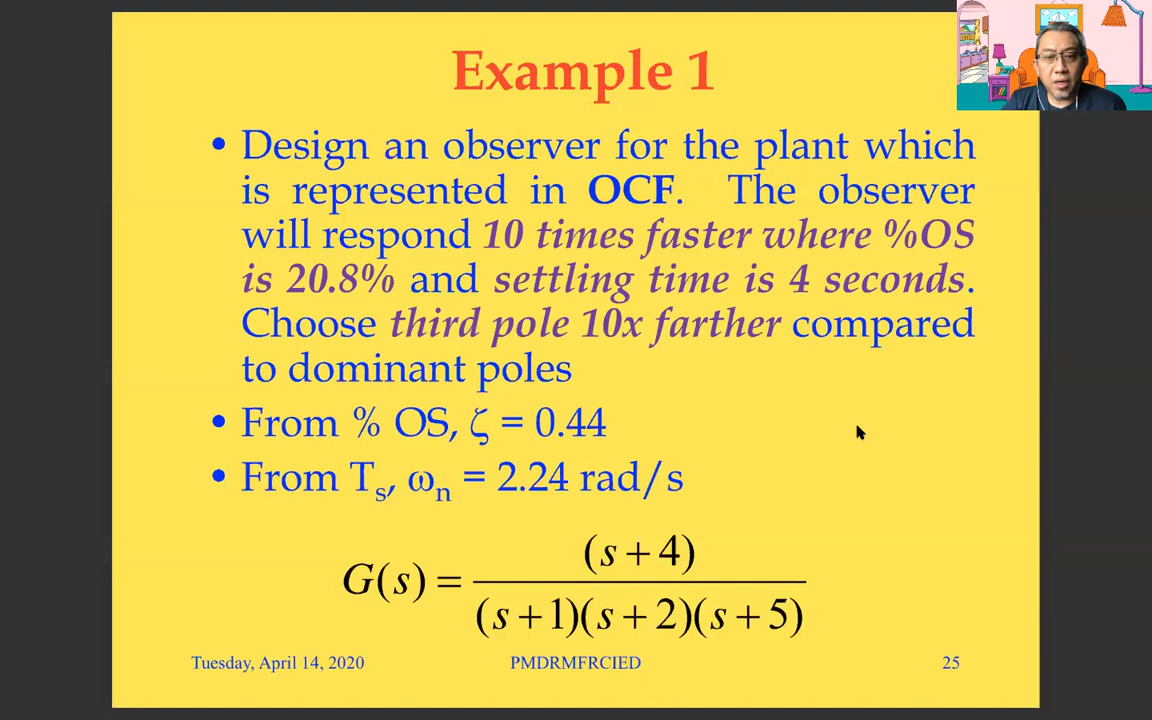 Example 1
• Design an observer for the plant which
is represented in OCF. The observer
will respond 10 times faster where %OS
is 20.8% and settling time is 4 seconds.
Choose third pole 10x farther compared
to dominant poles
• From % OS, ζ = 0.44
• From Ts, ωn = 2.24 rad/s
G(s) = (s + 4) / (s + 1)(s + 2)(s + 5)
Tuesday, April 14, 2020 PMDRMFRCIED 25